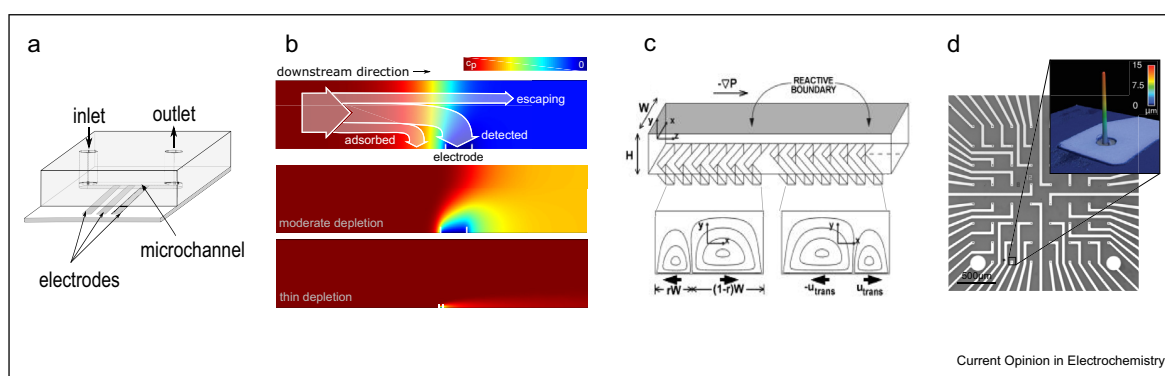 a
inlet
outlet
microchannel
electrodes
b
cp
0
downstream direction →
escaping
detected
adsorbed
electrode
moderate depletion
thin depletion
c
-∇P
REACTIVE
BOUNDARY
W
H
y
x
z
y
x
y
x
rW
(1-r)W
-utrans
utrans
d
15
7.5
0
μm
500μm
Current Opinion in Electrochemistry